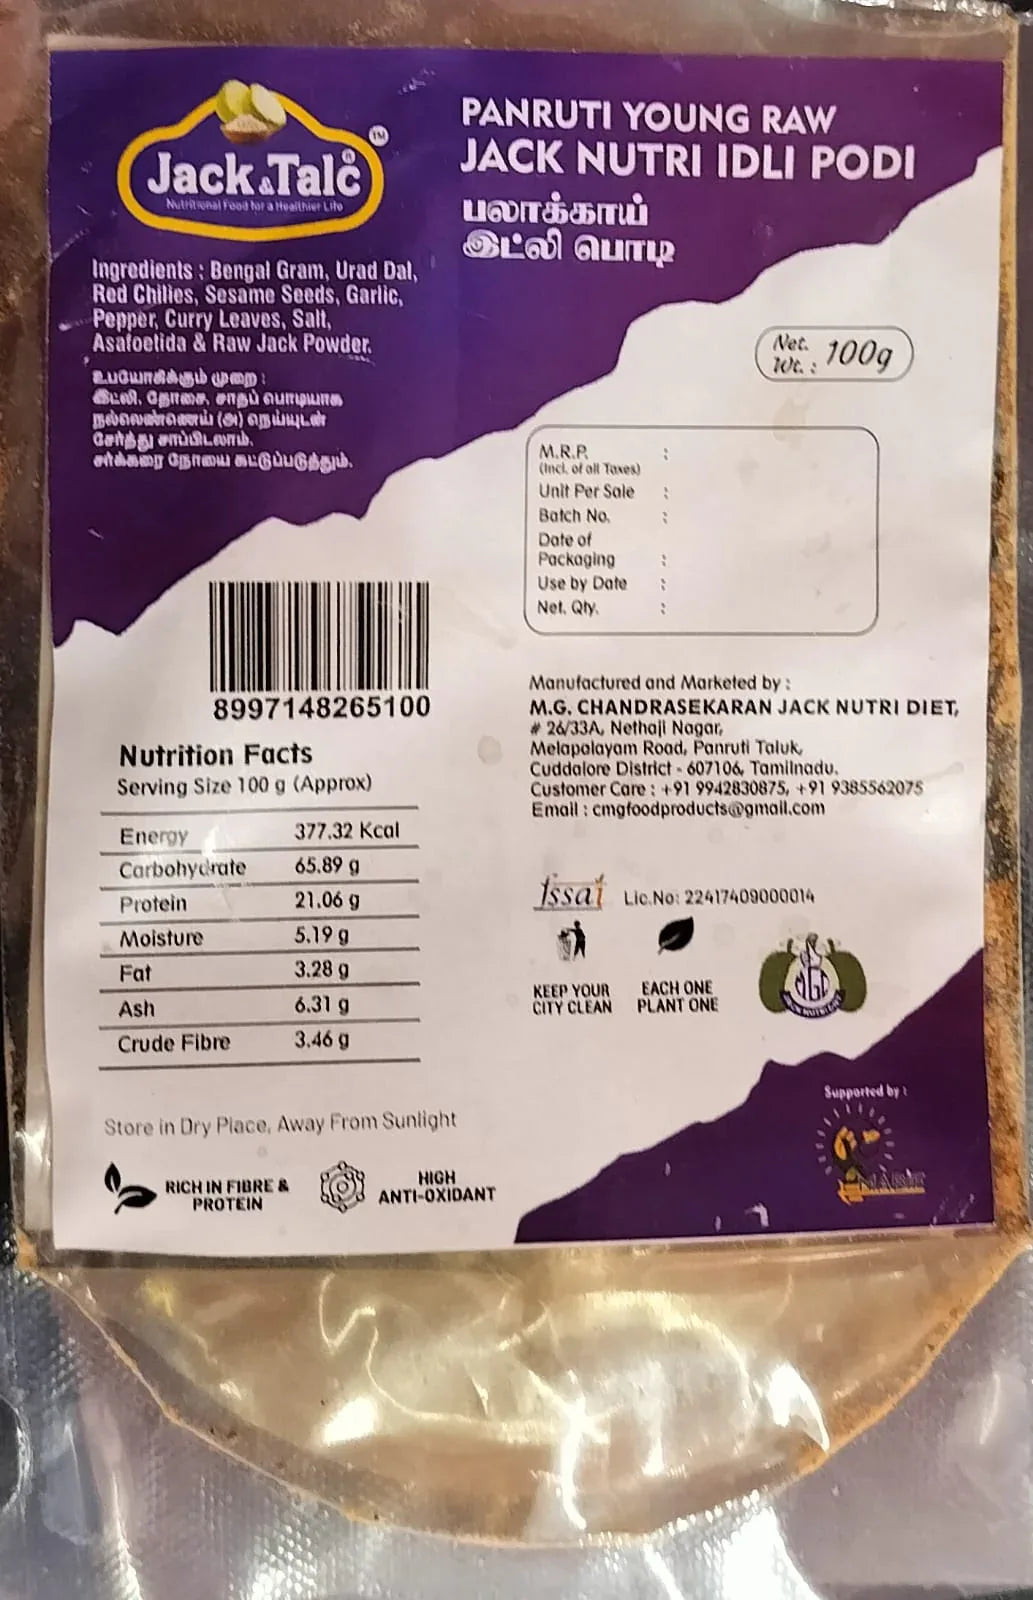 Jack & Talc
TM
Nutritional Food for a Healthier Life
PANRUTI YOUNG RAW
JACK NUTRI IDLI PODI
பலாக்காய்
இட்லி பொடி
Ingredients : Bengal Gram, Urad Dal,
Red Chilies, Sesame Seeds, Garlic,
Pepper, Curry Leaves, Salt,
Asafoetida & Raw Jack Powder.
உபயோகிக்கும் முறை :
இட்லி, தோசை, சாதப் பொடியாக
நல்லெண்ணெய் (அ) நெய்யுடன்
சேர்த்து சாப்பிடலாம்.
சர்க்கரை நோயை கட்டுப்படுத்தும்.
Net. Wt. : 100g
M.R.P. :
(Incl. of all Taxes)
Unit Per Sale :
Batch No. :
Date of
Packaging :
Use by Date :
Net. Qty. :
8997148265100
Nutrition Facts
Serving Size 100 g (Approx)
Energy 377.32 Kcal
Carbohydrate 65.89 g
Protein 21.06 g
Moisture 5.19 g
Fat 3.28 g
Ash 6.31 g
Crude Fibre 3.46 g
Manufactured and Marketed by :
M.G. CHANDRASEKARAN JACK NUTRI DIET,
# 26/33A, Nethaji Nagar,
Melapalayam Road, Panruti Taluk,
Cuddalore District - 607106, Tamilnadu.
Customer Care : +91 9942830875, +91 9385562075
Email : cmgfoodproducts@gmail.com
fssai Lic.No: 22417409000014
KEEP YOUR
CITY CLEAN
EACH ONE
PLANT ONE
MGC
Store in Dry Place, Away From Sunlight
RICH IN FIBRE &
PROTEIN
HIGH
ANTI-OXIDANT
Supported by :